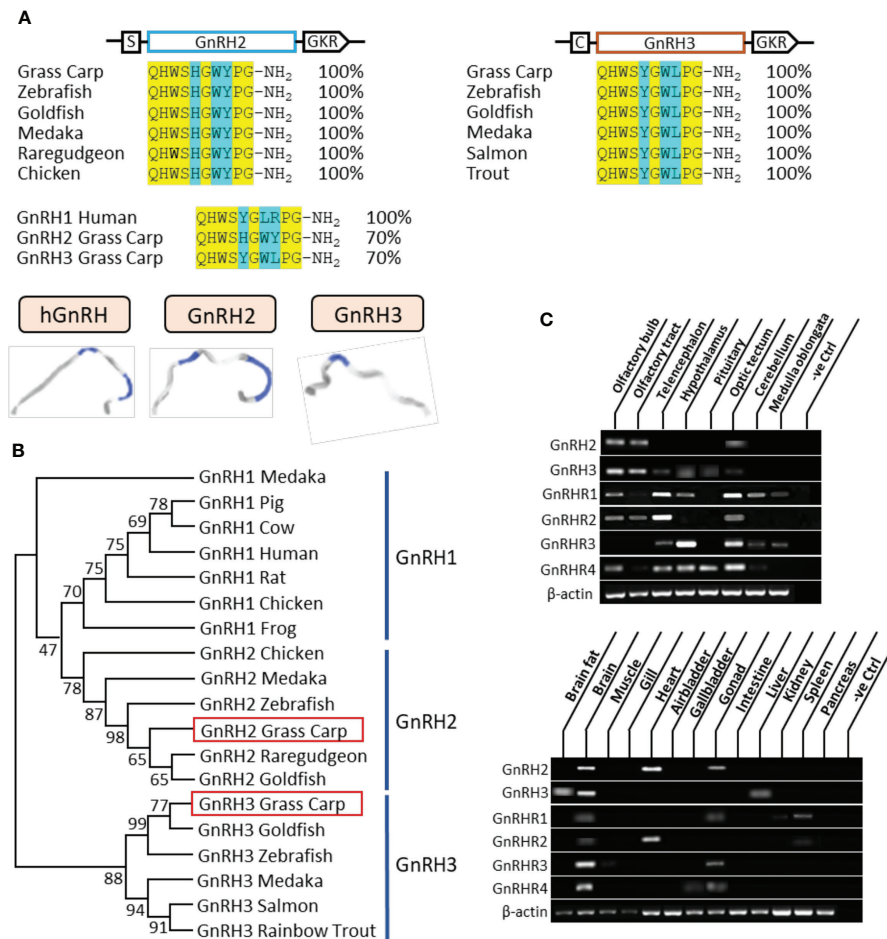 A
S GnRH2 GKR
Grass Carp QHWSHGWYPG-NH2 100%
Zebrafish QHWSHGWYPG-NH2 100%
Goldfish QHWSHGWYPG-NH2 100%
Medaka QHWSHGWYPG-NH2 100%
Raregudgeon QHWSHGWYPG-NH2 100%
Chicken QHWSHGWYPG-NH2 100%
C GnRH3 GKR
Grass Carp QHWSYGWLPG-NH2 100%
Zebrafish QHWSYGWLPG-NH2 100%
Goldfish QHWSYGWLPG-NH2 100%
Medaka QHWSYGWLPG-NH2 100%
Salmon QHWSYGWLPG-NH2 100%
Trout QHWSYGWLPG-NH2 100%
GnRH1 Human QHWSYGLRPG-NH2 100%
GnRH2 Grass Carp QHWSHGWYPG-NH2 70%
GnRH3 Grass Carp QHWSYGWLPG-NH2 70%
hGnRH GnRH2 GnRH3
B
GnRH1 Medaka
GnRH1 Pig
78
GnRH1 Cow
69
GnRH1 Human
75
GnRH1 Rat
75
GnRH1 Chicken
70
GnRH1 Frog
47
GnRH1
GnRH2 Chicken
78
GnRH2 Medaka
87
GnRH2 Zebrafish
98
GnRH2 Grass Carp
65
GnRH2 Raregudgeon
65
GnRH2 Goldfish
GnRH2
GnRH3 Grass Carp
77
GnRH3 Goldfish
99
GnRH3 Zebrafish
88
GnRH3 Medaka
94
GnRH3 Salmon
91
GnRH3 Rainbow Trout
GnRH3
C
Olfactory bulb
Olfactory tract
Telencephalon
Hypothalamus
Pituitary
Optic tectum
Cerebellum
Medulla oblongata
-ve Ctrl
GnRH2
GnRH3
GnRHR1
GnRHR2
GnRHR3
GnRHR4
β-actin
Brain fat
Brain
Muscle
Gill
Heart
Airbladder
Gallbladder
Gonad
Intestine
Liver
Kidney
Spleen
Pancreas
-ve Ctrl
GnRH2
GnRH3
GnRHR1
GnRHR2
GnRHR3
GnRHR4
β-actin